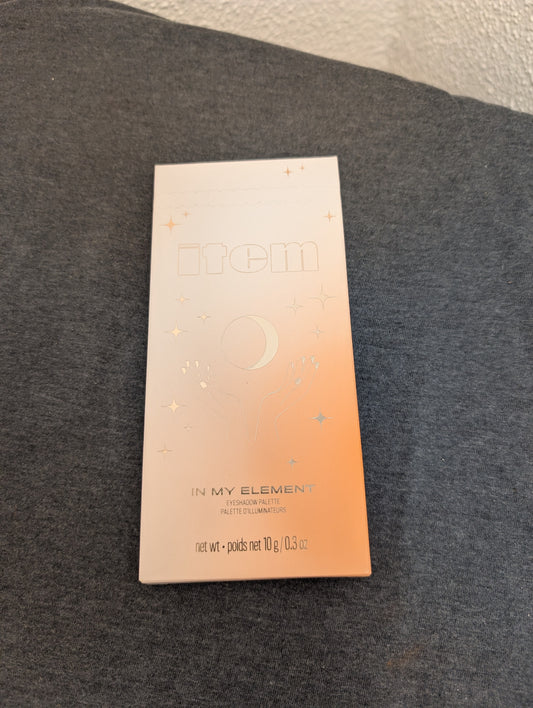 item
IN MY ELEMENT
EYESHADOW PALETTE
PALETTE D'ILLUMINATEURS
net wt • poids net 10 g / 0.3 oz